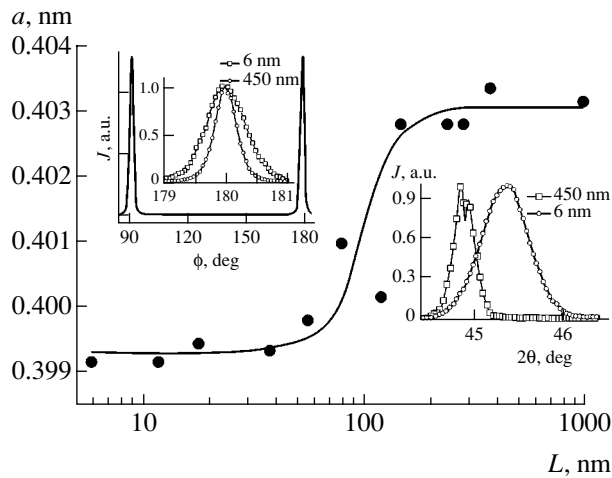 a, nm
0.404
0.403
0.402
0.401
0.400
0.399
10
100
1000
L, nm
J, a.u.
90
120
150
180
ϕ, deg
6 nm
450 nm
1.0
0.5
0
179
180
181
J, a.u.
450 nm
6 nm
0.9
0.6
0.3
0
45
46
2θ, deg